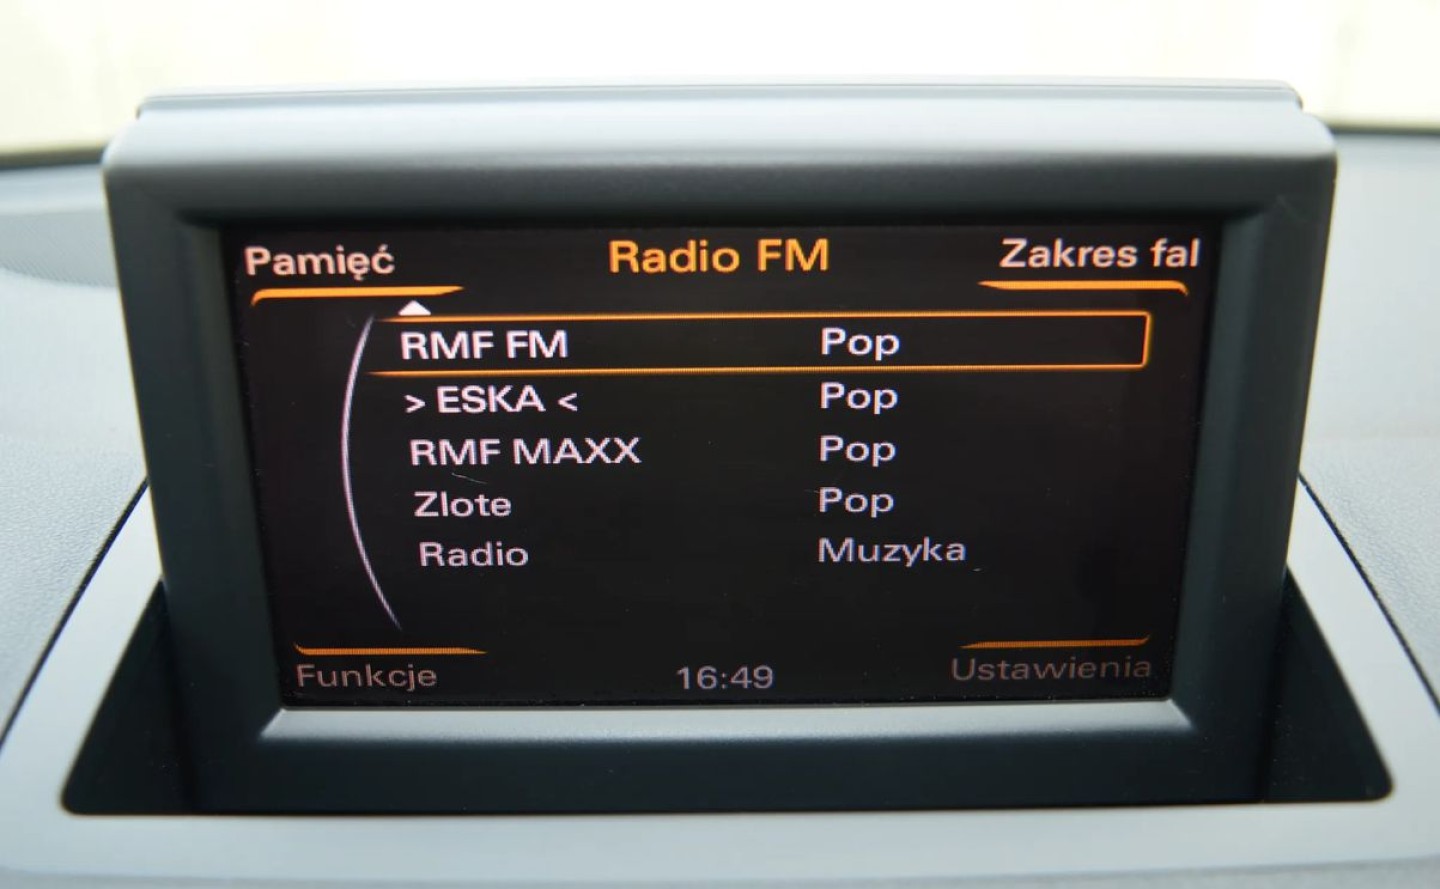 Pamięć Radio FM Zakres fal
RMF FM Pop
> ESKA < Pop
RMF MAXX Pop
Zlote Pop
Radio Muzyka
Funkcje 16:49 Ustawienia